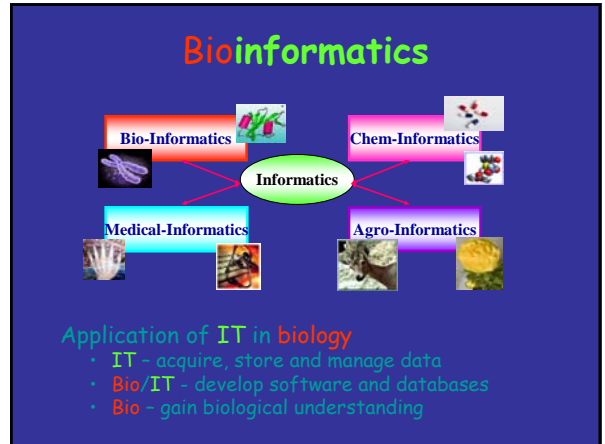 Bioinformatics
Bio-Informatics
Chem-Informatics
Informatics
Medical-Informatics
Agro-Informatics
Application of IT in biology
• IT – acquire, store and manage data
• Bio/IT - develop software and databases
• Bio – gain biological understanding